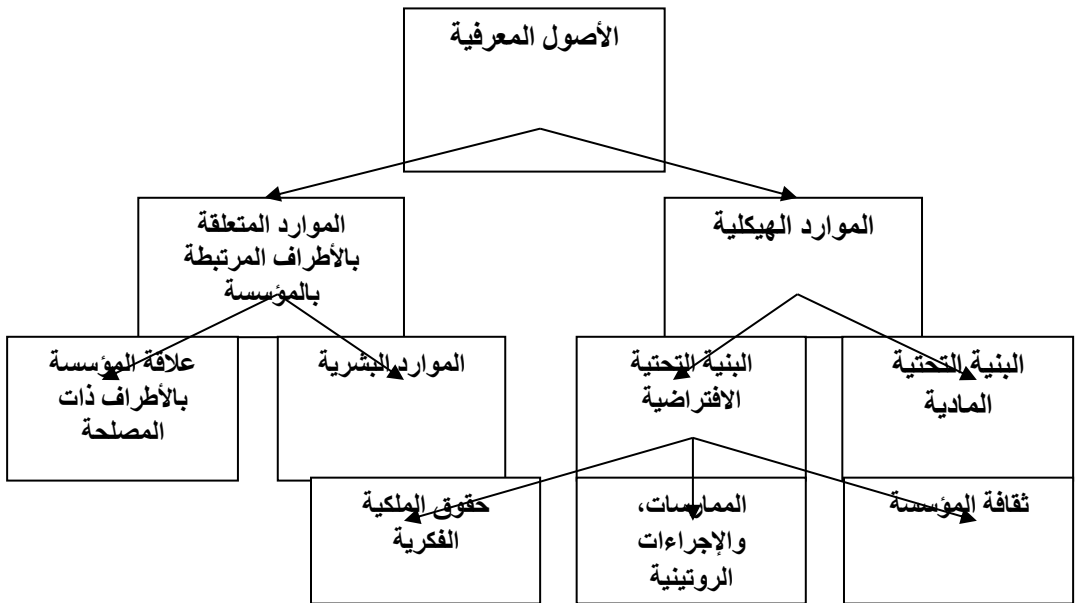 الأصول المعرفية
الموارد الهيكلية
الموارد المتعلقة
بالأطراف المرتبطة
بالمؤسسة
البنية التحتية
المادية
البنية التحتية
الافتراضية
الموارد البشرية
علاقة المؤسسة
بالأطراف ذات
المصلحة
ثقافة المؤسسة
الممارسات،
والإجراءات
الروتينية
حقوق الملكية
الفكرية